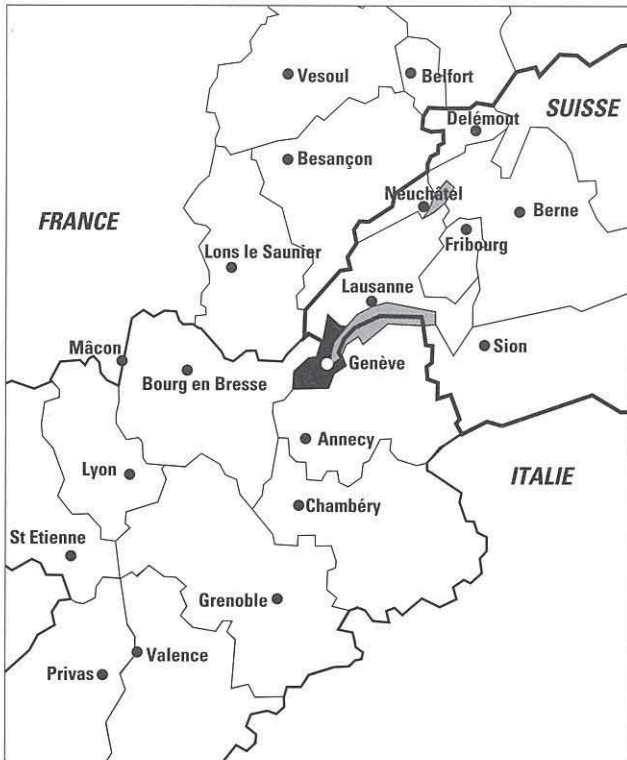 Vesoul
Belfort
SUISSE
Delémont
Besançon
Neuchâtel
Berne
FRANCE
Fribourg
Lons le Saunier
Lausanne
Mâcon
Sion
Genève
Bourg en Bresse
Annecy
Lyon
ITALIE
Chambéry
St Etienne
Grenoble
Valence
Privas